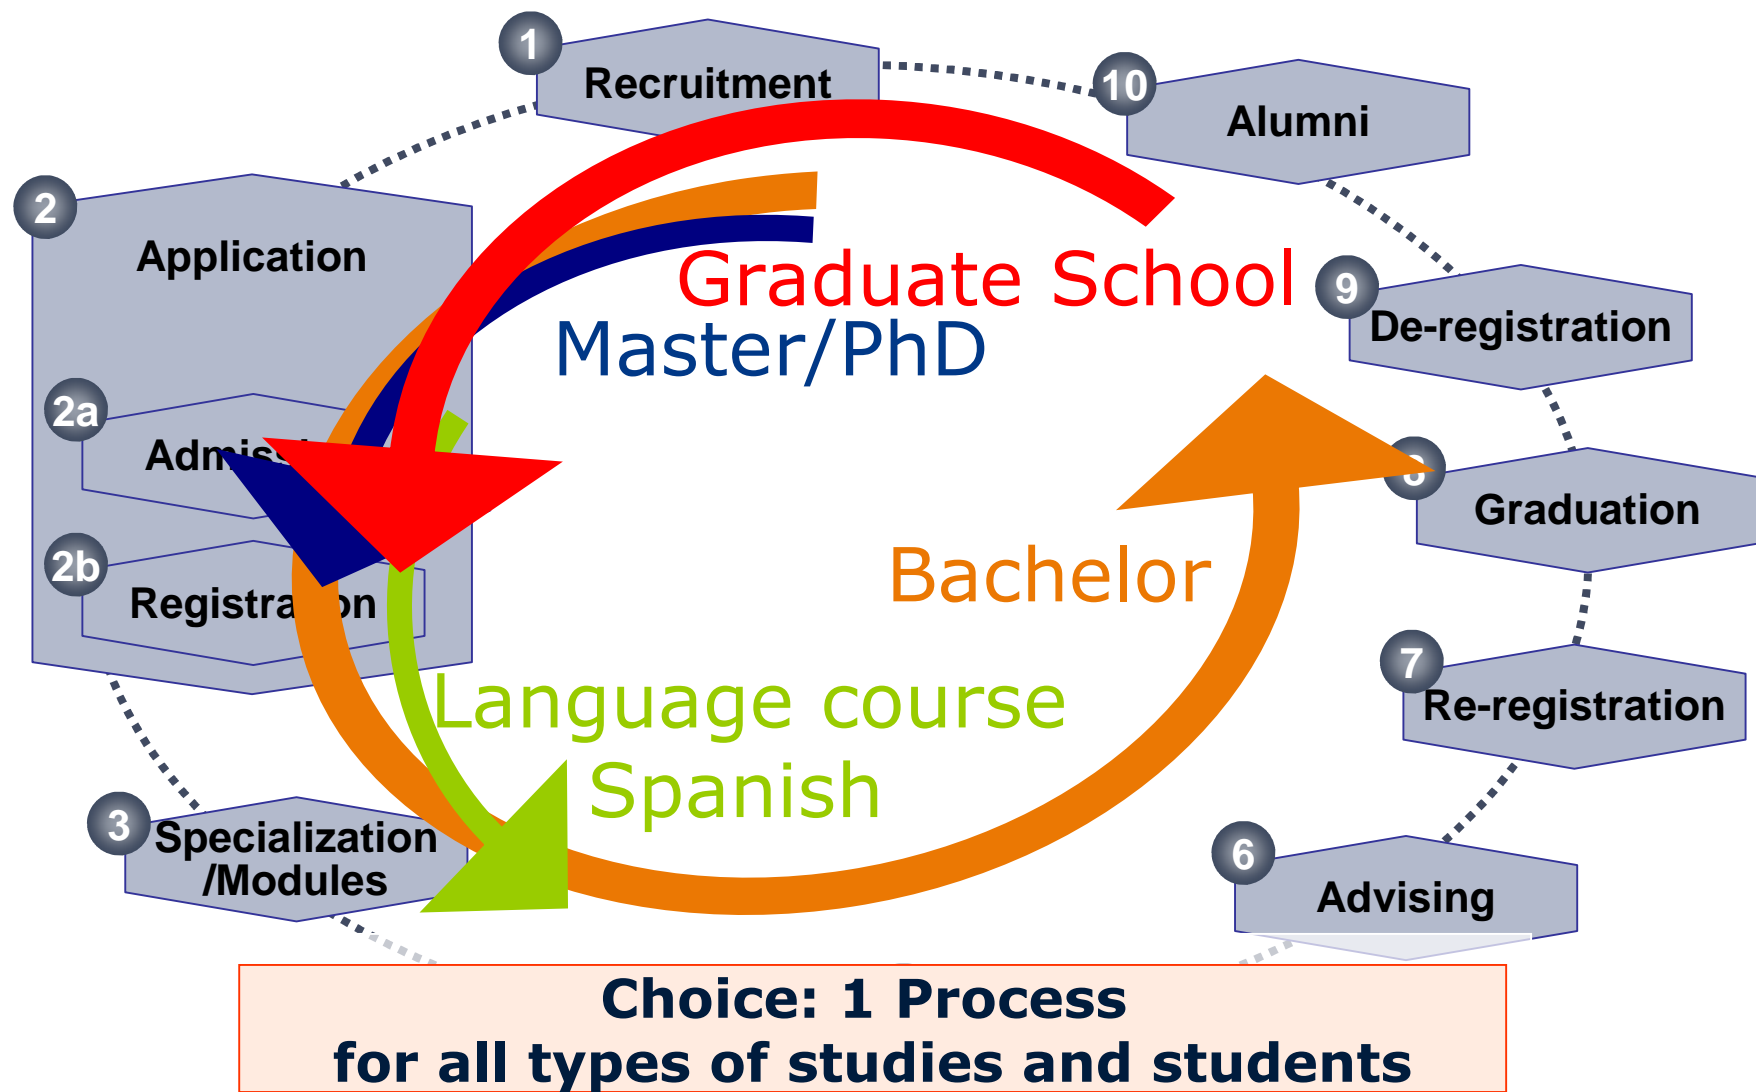 1
Recruitment
10
Alumni
2
Application
Graduate School
9
De-registration
Master/PhD
2a
8
Graduation
2b
Registration
Bachelor
7
Re-registration
Language course
Spanish
3
Specialization
/Modules
6
Advising
Choice: 1 Process
for all types of studies and students